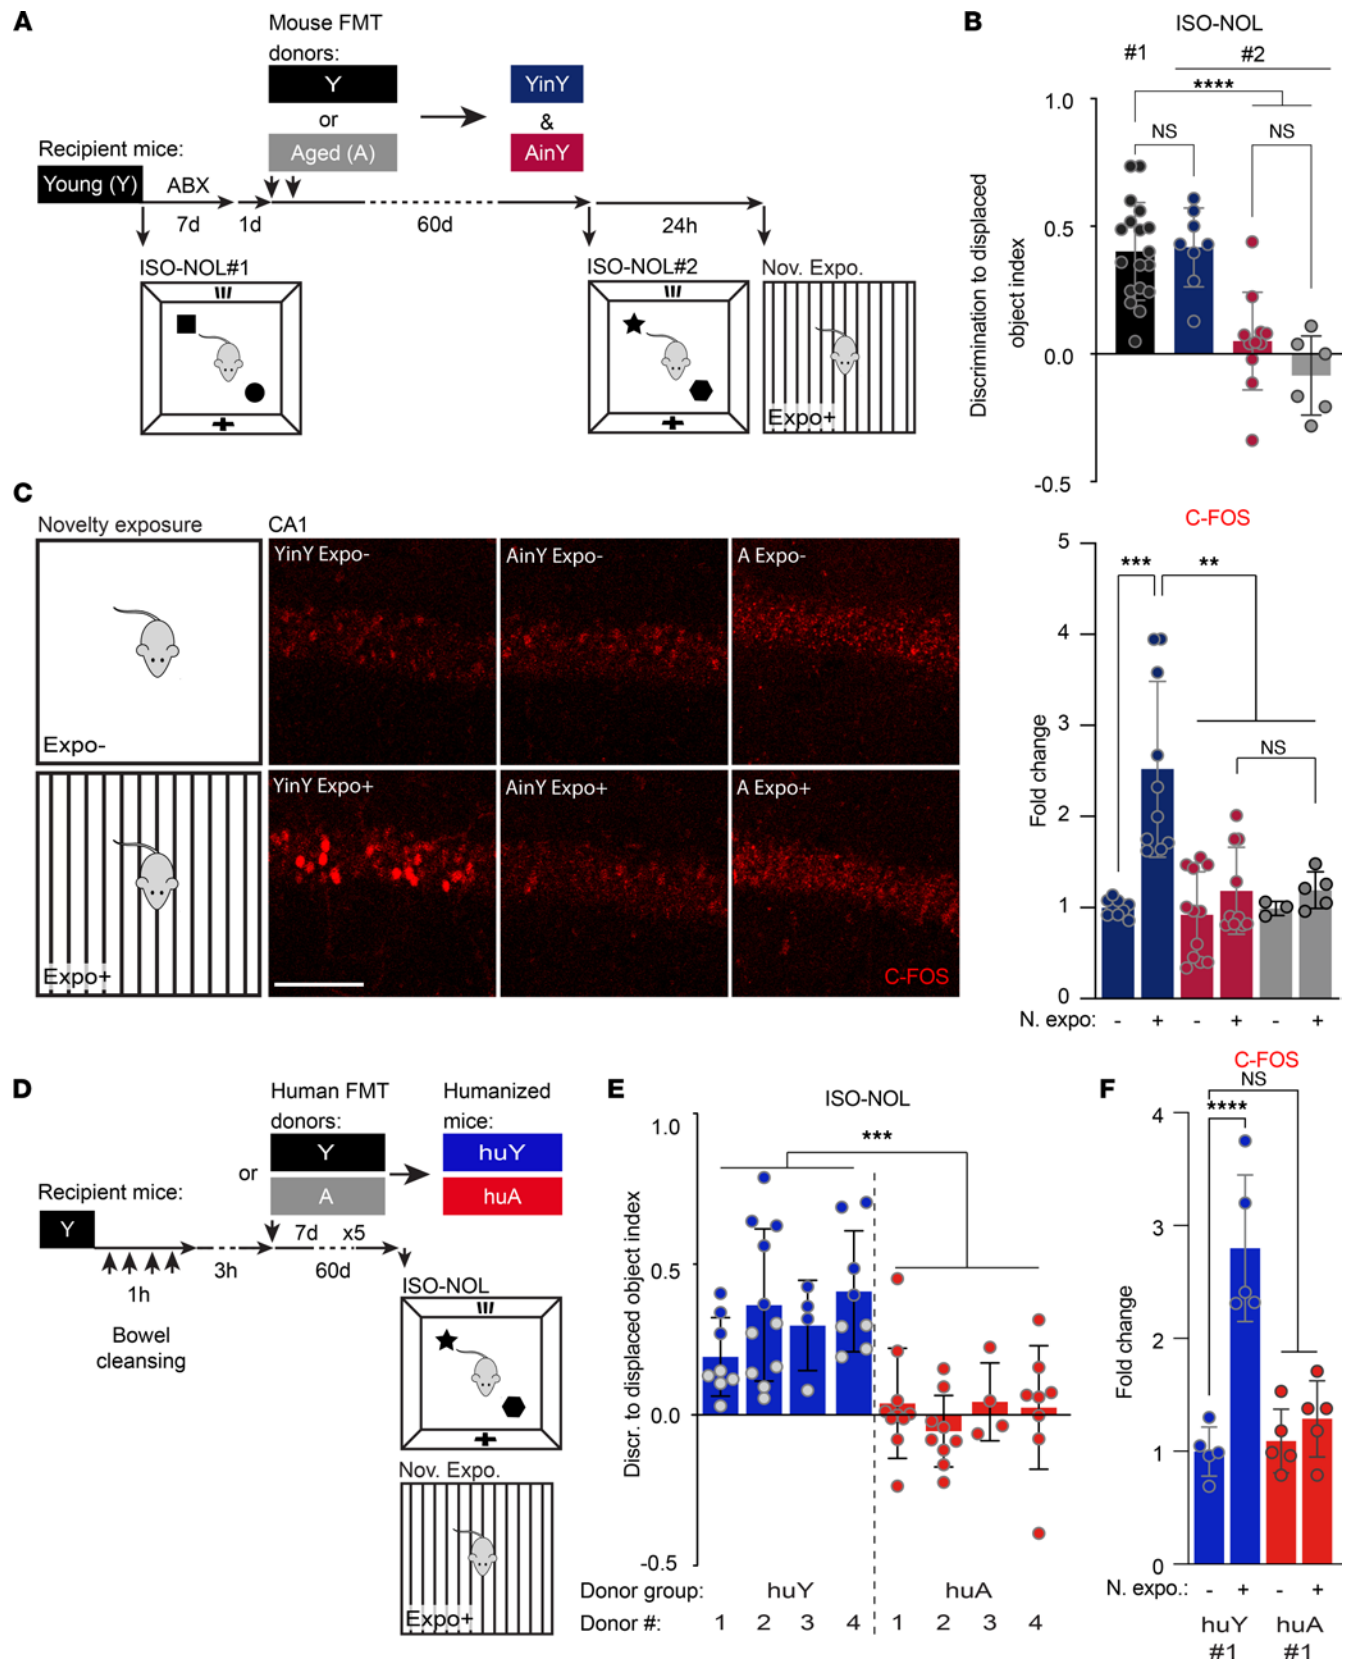 A
Mouse FMT
donors:
Y
or
Aged (A)
YinY
&
AinY
Recipient mice:
Young (Y)
ABX
7d
1d
60d
24h
ISO-NOL#1
ISO-NOL#2
Nov. Expo.
Expo+
B
ISO-NOL
#1
#2
****
NS
NS
1.0
0.5
0.0
-0.5
Discrimination to displaced
object index
C
Novelty exposure
CA1
Expo-
Expo+
YinY Expo-
AinY Expo-
A Expo-
YinY Expo+
AinY Expo+
A Expo+
C-FOS
C-FOS
5
4
3
2
1
0
Fold change
***
**
NS
N. expo:
-
+
-
+
-
+
D
Human FMT
donors:
Y
or
A
Humanized
mice:
huY
huA
Recipient mice:
Y
1h
Bowel
cleansing
3h
7d
x5
60d
ISO-NOL
Nov. Expo.
Expo+
E
ISO-NOL
***
1.0
0.5
0.0
-0.5
Discr. to displaced object index
Donor group:
huY
huA
Donor #:
1
2
3
4
1
2
3
4
F
C-FOS
NS
****
4
3
2
1
0
Fold change
N. expo.:
-
+
-
+
huY
#1
huA
#1